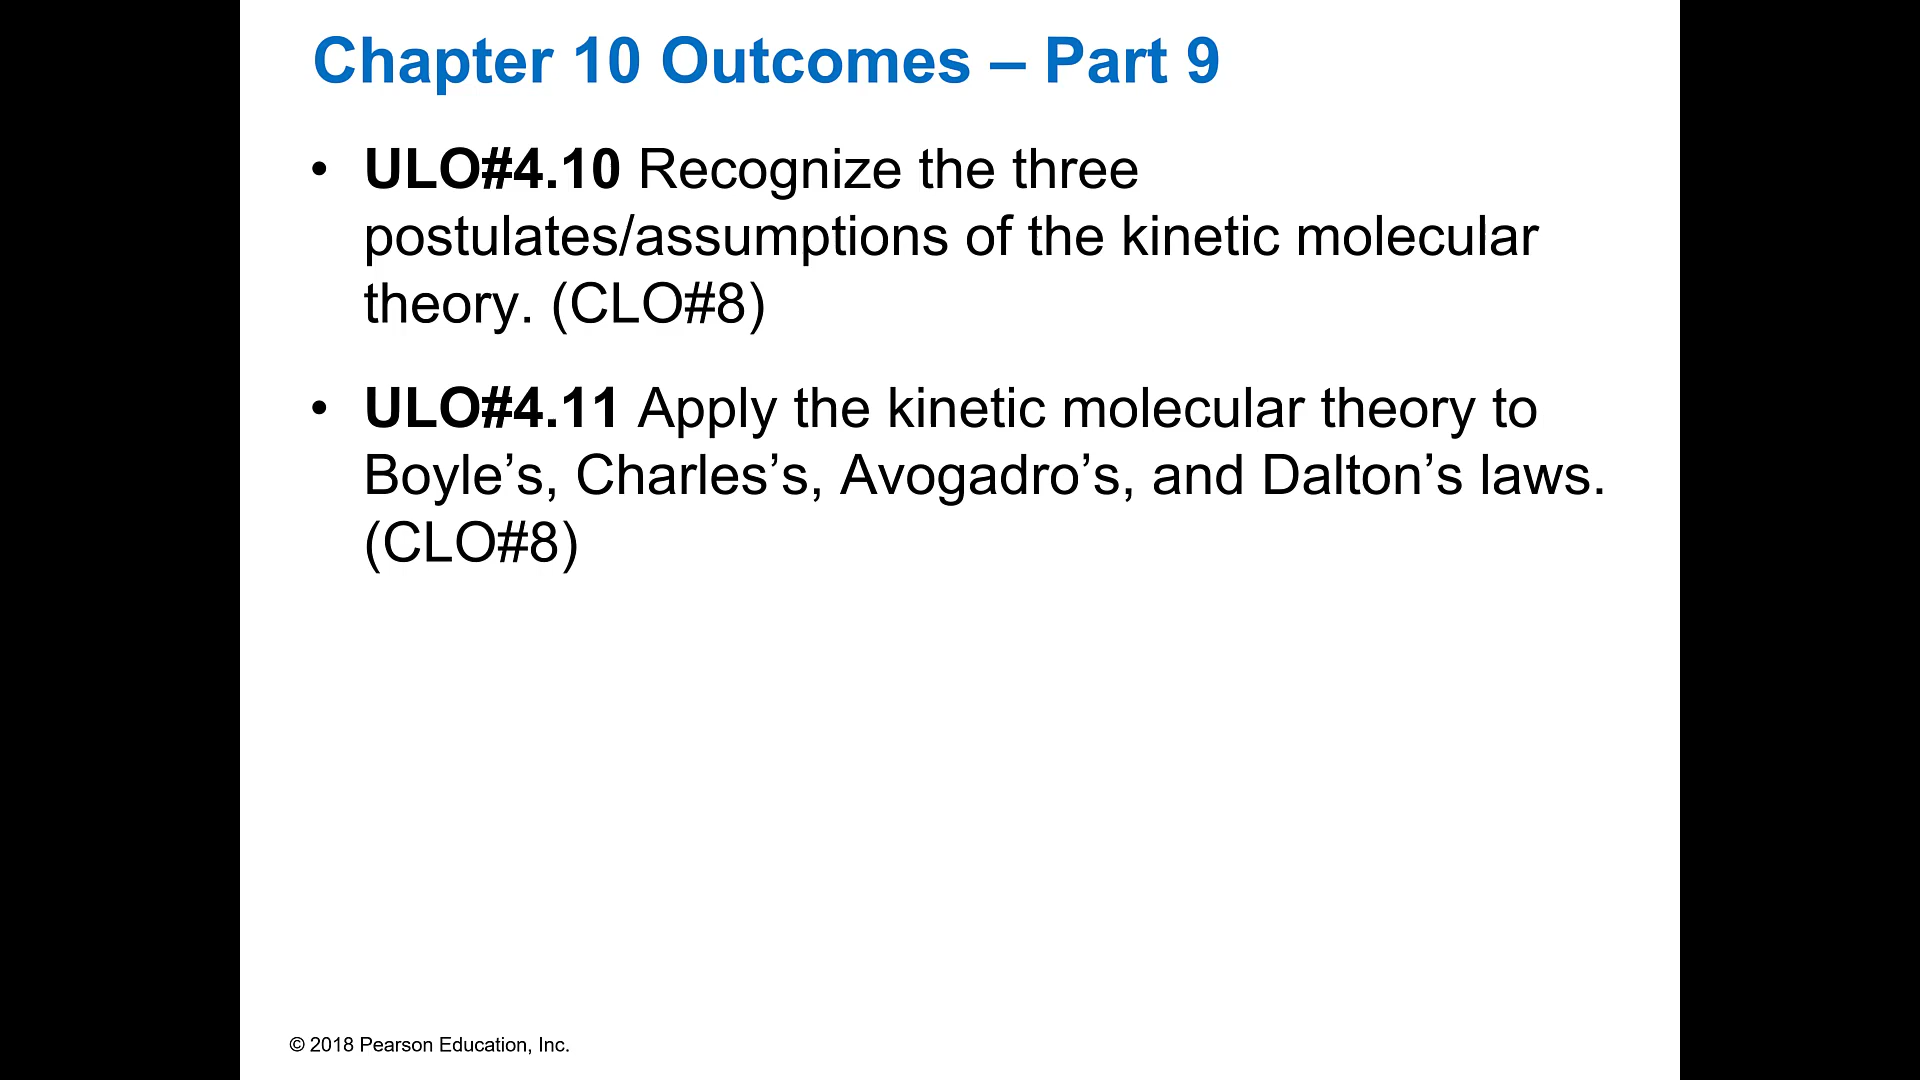 Chapter 10 Outcomes – Part 9
• ULO#4.10 Recognize the three
postulates/assumptions of the kinetic molecular
theory. (CLO#8)
• ULO#4.11 Apply the kinetic molecular theory to
Boyle’s, Charles’s, Avogadro’s, and Dalton’s laws.
(CLO#8)
© 2018 Pearson Education, Inc.